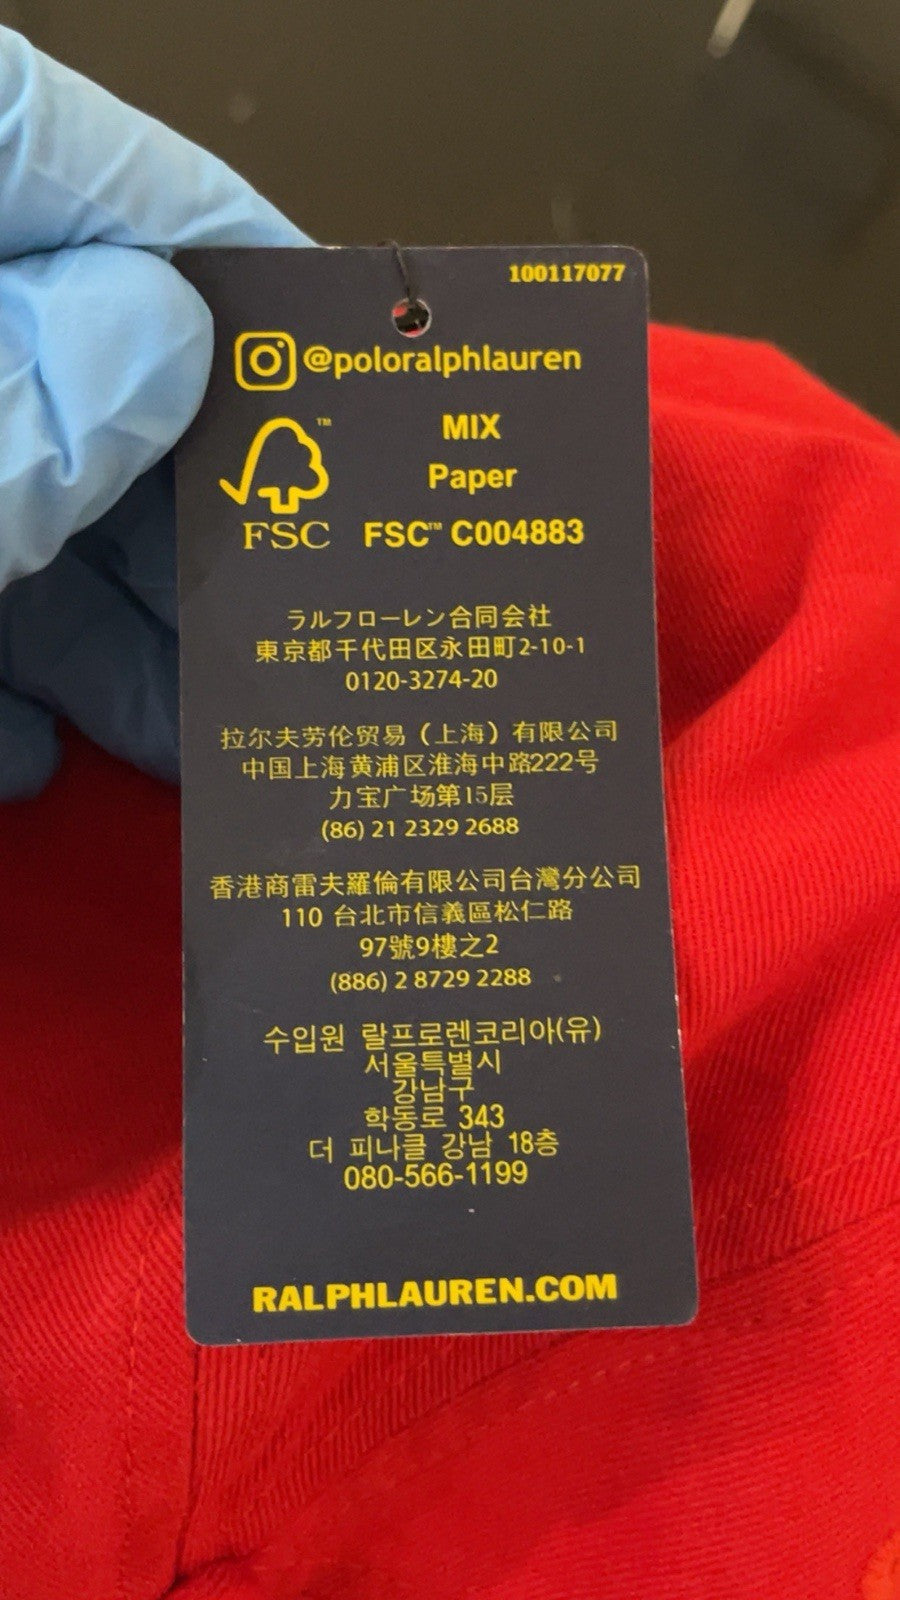 100117077
@poloralphlauren
MIX
Paper
FSC™ C004883
™
FSC
ラルフローレン合同会社
東京都千代田区永田町2-10-1
0120-3274-20
拉尔夫劳伦贸易（上海）有限公司
中国上海黄浦区淮海中路222号
力宝广场第15层
(86) 21 2329 2688
香港商雷夫羅倫有限公司台灣分公司
110 台北市信義區松仁路
97號9樓之2
(886) 2 8729 2288
수입원 랄프로렌코리아(유)
서울특별시
강남구
학동로 343
더 피나클 강남 18층
080-566-1199
RALPHLAUREN.COM